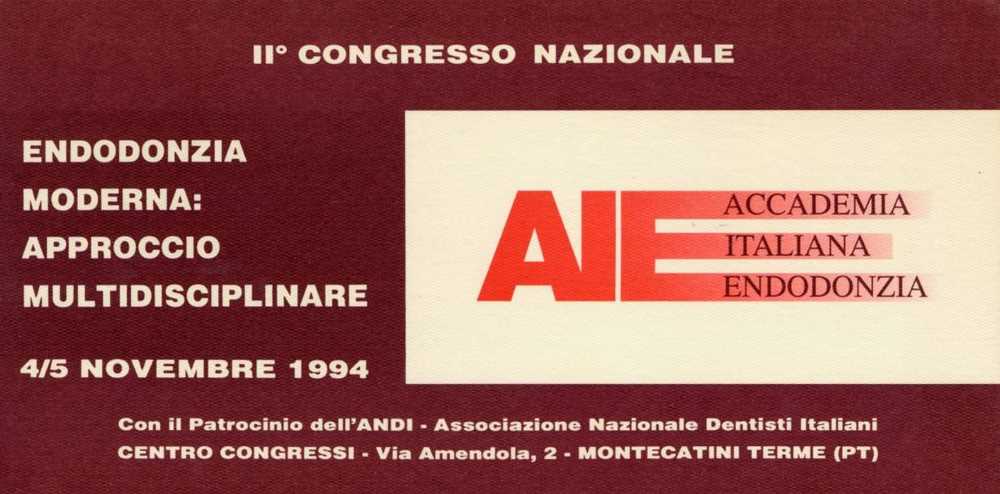 II° CONGRESSO NAZIONALE
ENDODONZIA
MODERNA:
APPROCCIO
MULTIDISCIPLINARE
4/5 NOVEMBRE 1994
AIE
ACCADEMIA
ITALIANA
ENDODONZIA
Con il Patrocinio dell'ANDI - Associazione Nazionale Dentisti Italiani
CENTRO CONGRESSI - Via Amendola, 2 - MONTECATINI TERME (PT)